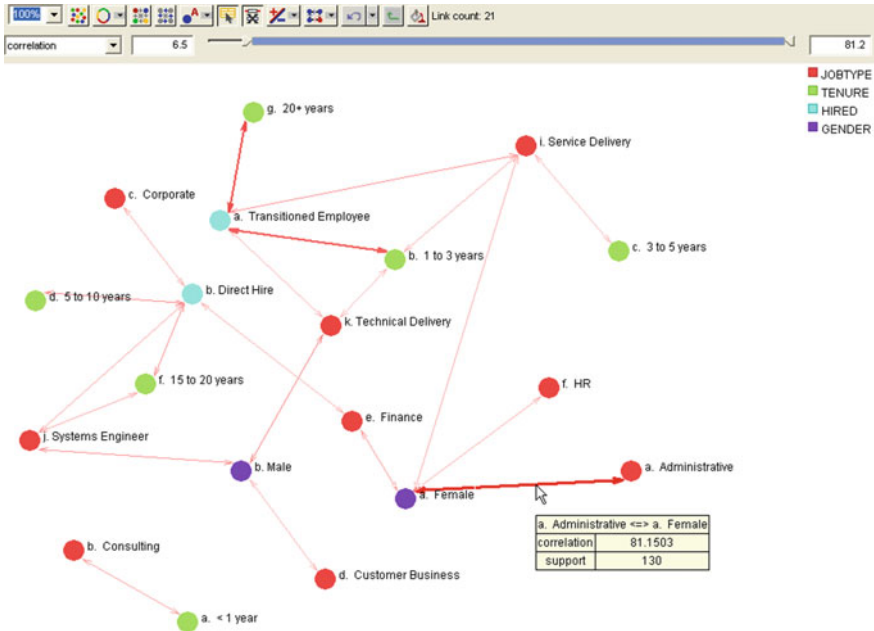 100%
Link count: 21
correlation
6.5
81.2
JOBTYPE
TENURE
HIRED
GENDER
g. 20+ years
i. Service Delivery
c. Corporate
a. Transitioned Employee
b. 1 to 3 years
c. 3 to 5 years
b. Direct Hire
d. 5 to 10 years
k. Technical Delivery
f. 15 to 20 years
f. HR
e. Finance
j. Systems Engineer
b. Male
a. Administrative
a. Female
a. Administrative <=> a. Female
correlation 81.1503
support 130
b. Consulting
d. Customer Business
a. < 1 year